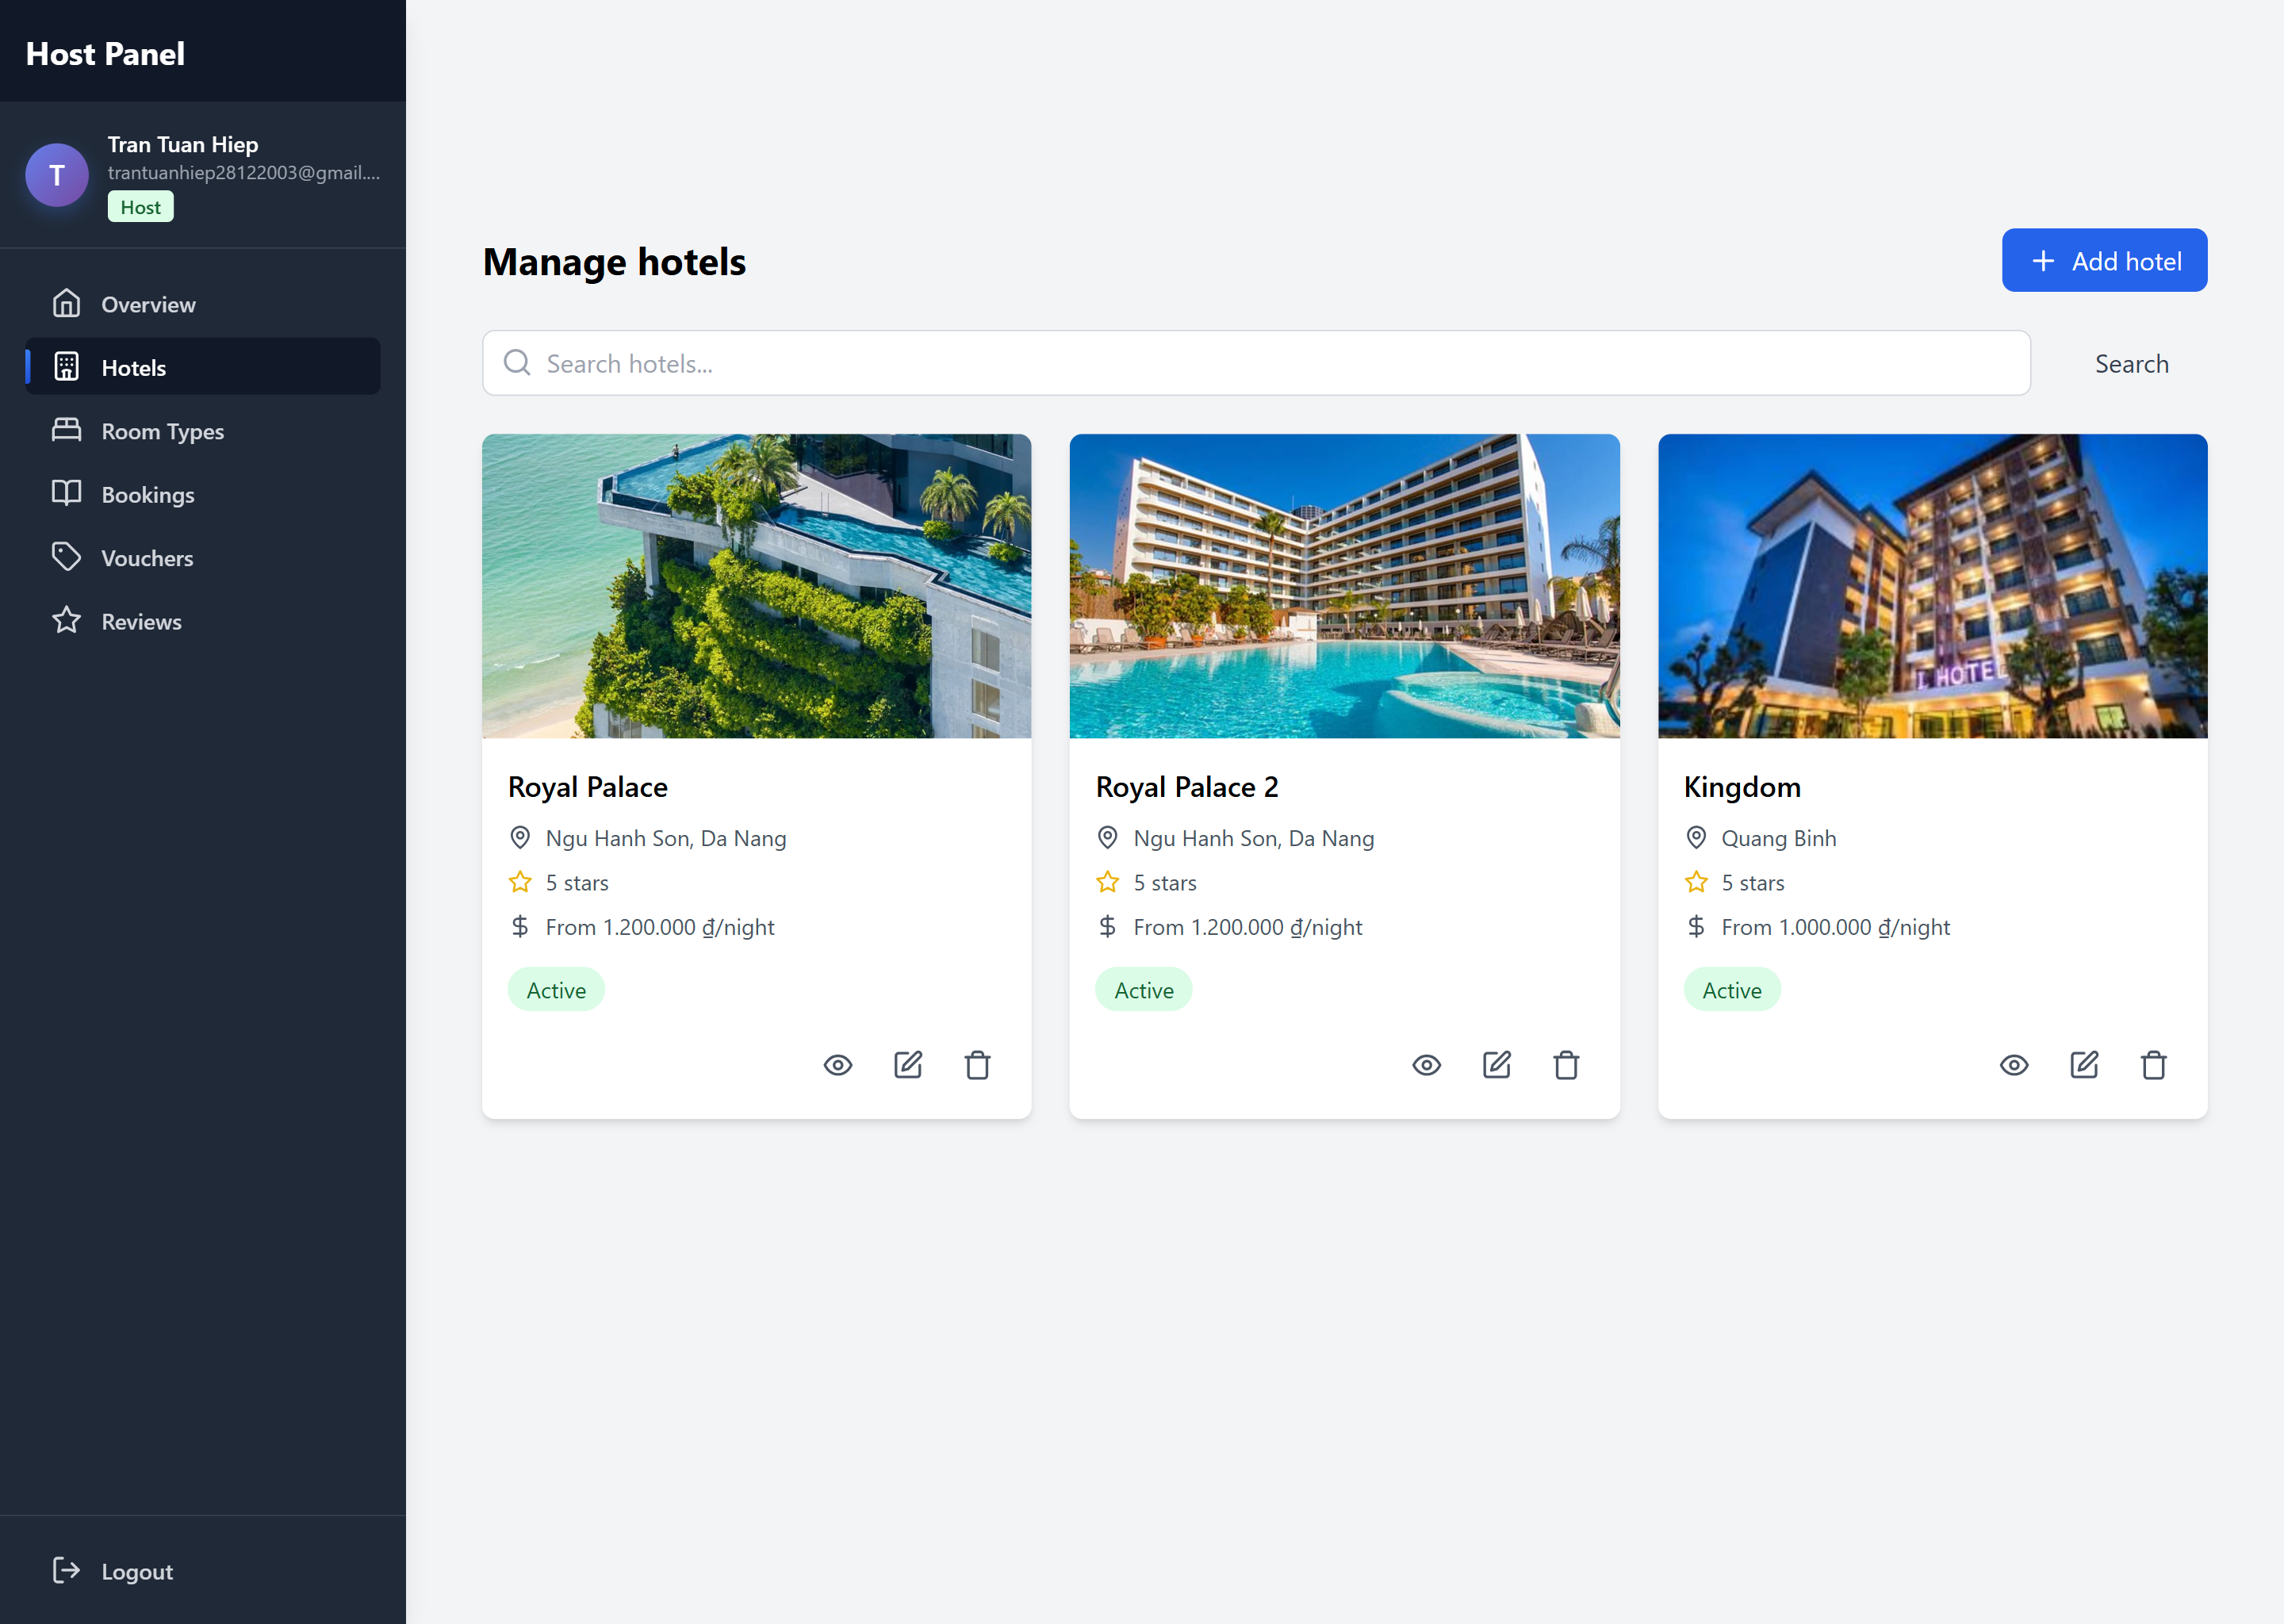 Host Panel
T
Tran Tuan Hiep
trantuanhiep28122003@gmail....
Host
Overview
Hotels
Room Types
Bookings
Vouchers
Reviews
Logout
Manage hotels
Add hotel
Search hotels...
Search
I HOTEL
Royal Palace
Ngu Hanh Son, Da Nang
5 stars
From 1.200.000 ₫/night
Active
Royal Palace 2
Ngu Hanh Son, Da Nang
5 stars
From 1.200.000 ₫/night
Active
Kingdom
Quang Binh
5 stars
From 1.000.000 ₫/night
Active